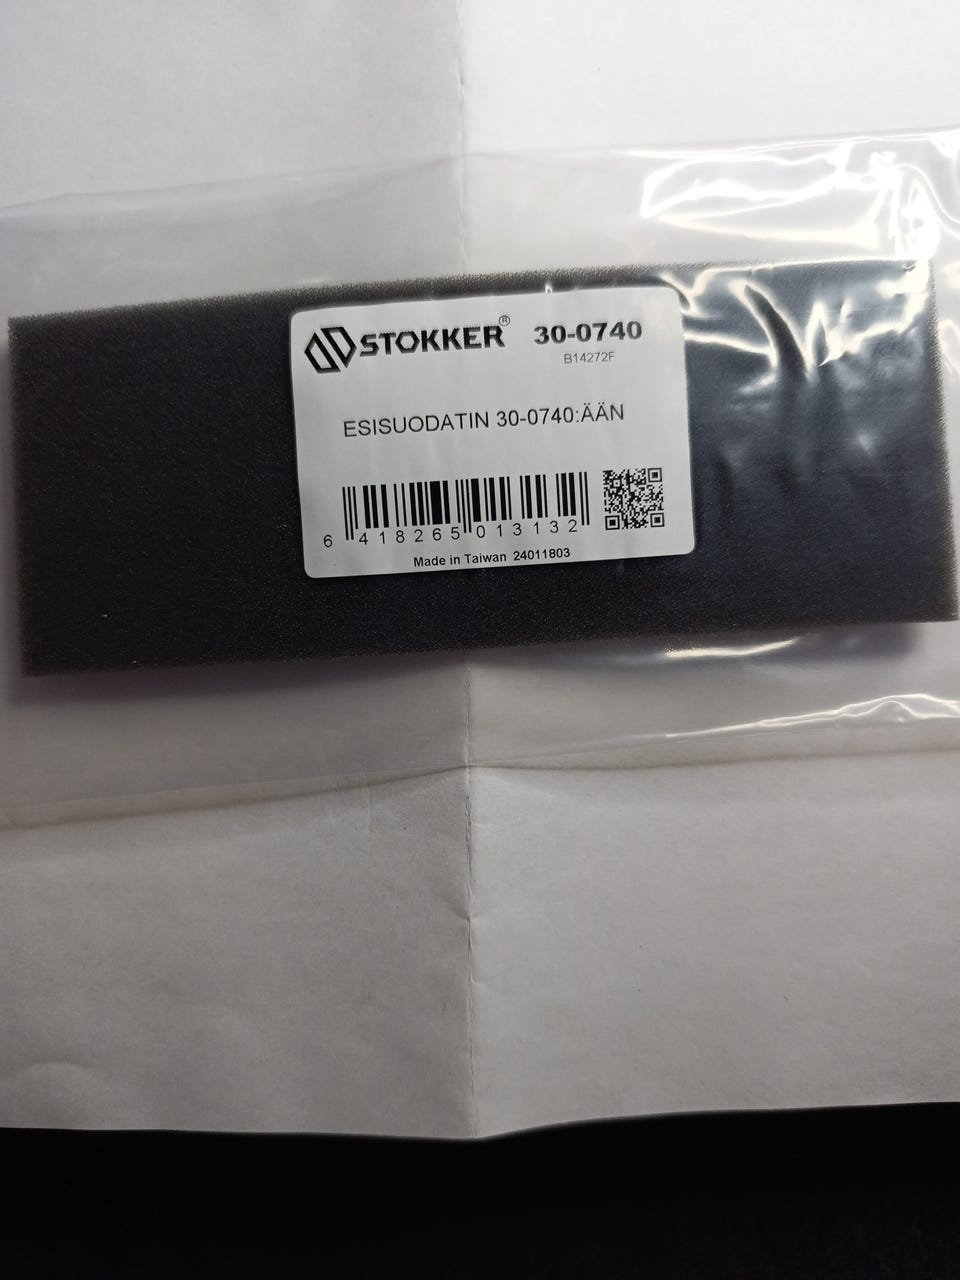 STOKKER® 30-0740
B14272F
ESISUODATIN 30-0740:ÄÄN
6 418265 013132
Made in Taiwan 24011803